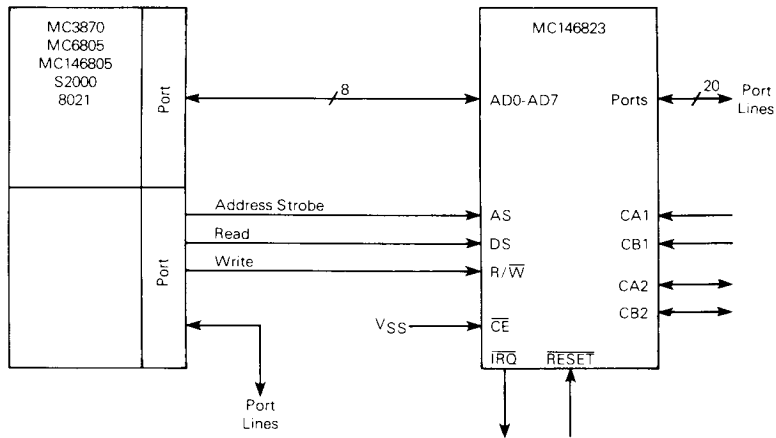 MC3870
MC6805
MC146805
S2000
8021
Port
8
MC146823
AD0-AD7
Ports
20
Port
Lines
Address Strobe
AS
CA1
Read
DS
CB1
Port
Write
R/W̅
CA2
CB2
VSS
C̅E̅
I̅R̅Q̅
R̅E̅S̅E̅T̅
Port
Lines